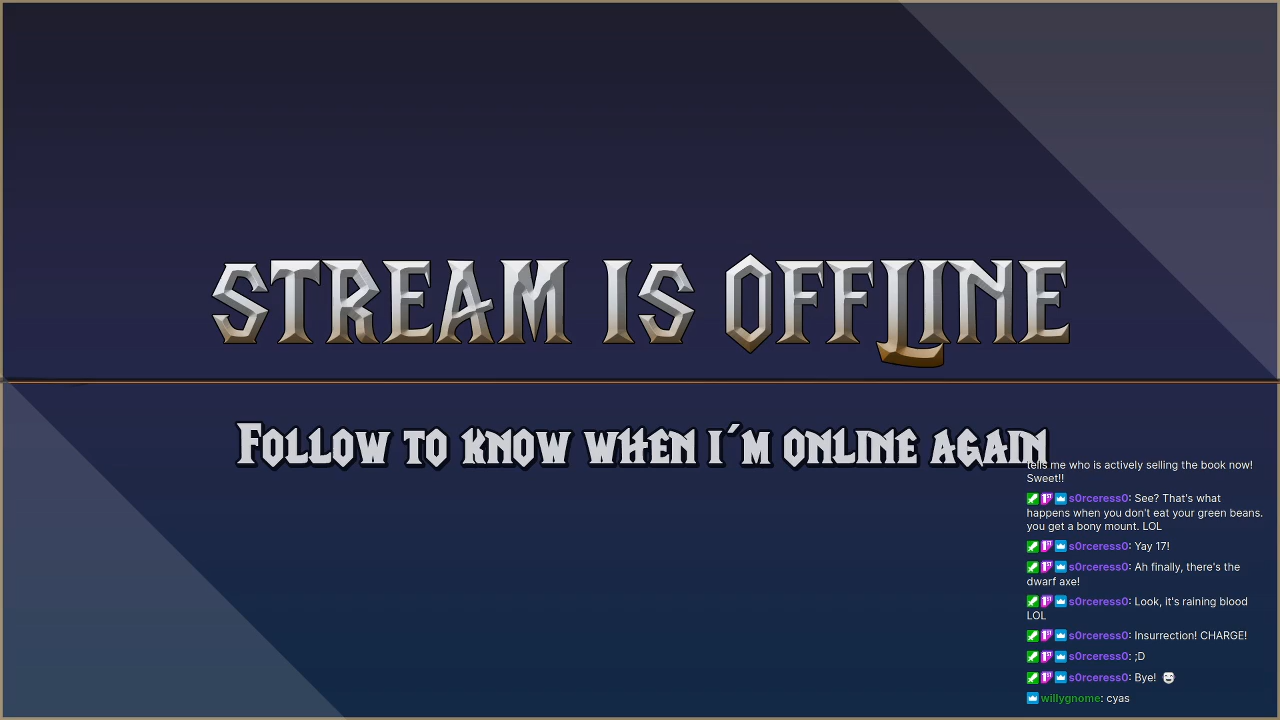 STREAM IS OFFLINE
FOLLOW TO KNOW WHEN I´M ONLINE AGAIN
tells me who is actively selling the book now!
Sweet!!
s0rceress0: See? That's what
happens when you don't eat your green beans.
you get a bony mount. LOL
s0rceress0: Yay 17!
s0rceress0: Ah finally, there's the
dwarf axe!
s0rceress0: Look, it's raining blood
LOL
s0rceress0: Insurrection! CHARGE!
s0rceress0: ;D
s0rceress0: Bye!
willygnome: cyas